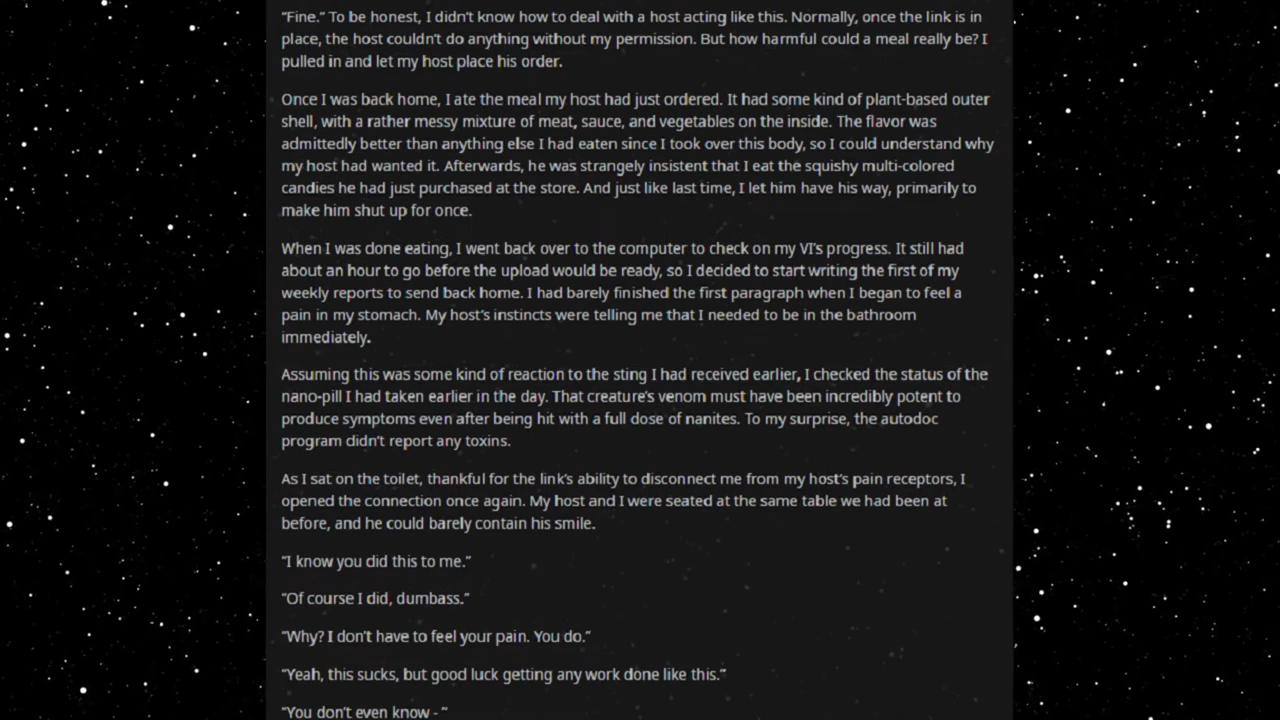 “Fine.” To be honest, I didn’t know how to deal with a host acting like this. Normally, once the link is in
place, the host couldn’t do anything without my permission. But how harmful could a meal really be? I
pulled in and let my host place his order.
Once I was back home, I ate the meal my host had just ordered. It had some kind of plant-based outer
shell, with a rather messy mixture of meat, sauce, and vegetables on the inside. The flavor was
admittedly better than anything else I had eaten since I took over this body, so I could understand why
my host had wanted it. Afterwards, he was strangely insistent that I eat the squishy multi-colored
candies he had just purchased at the store. And just like last time, I let him have his way, primarily to
make him shut up for once.
When I was done eating, I went back over to the computer to check on my VI’s progress. It still had
about an hour to go before the upload would be ready, so I decided to start writing the first of my
weekly reports to send back home. I had barely finished the first paragraph when I began to feel a
pain in my stomach. My host’s instincts were telling me that I needed to be in the bathroom
immediately.
Assuming this was some kind of reaction to the sting I had received earlier, I checked the status of the
nano-pill I had taken earlier in the day. That creature’s venom must have been incredibly potent to
produce symptoms even after being hit with a full dose of nanites. To my surprise, the autodoc
program didn’t report any toxins.
As I sat on the toilet, thankful for the link’s ability to disconnect me from my host’s pain receptors, I
opened the connection once again. My host and I were seated at the same table we had been at
before, and he could barely contain his smile.
“I know you did this to me.”
“Of course I did, dumbass.”
“Why? I don’t have to feel your pain. You do.”
“Yeah, this sucks, but good luck getting any work done like this.”
“You don’t even know - “